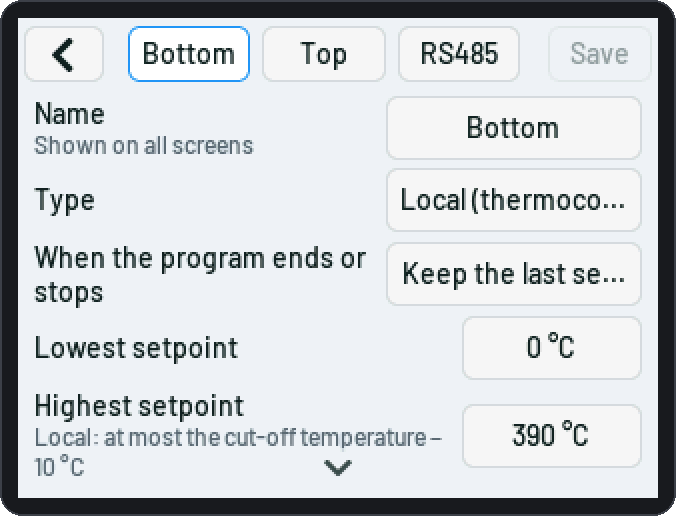 Bottom
Top
RS485
Save
Name
Shown on all screens
Bottom
Type
Local (thermoco...
When the program ends or
stops
Keep the last se...
Lowest setpoint
0 °C
Highest setpoint
Local: at most the cut-off temperature –
10 °C
390 °C